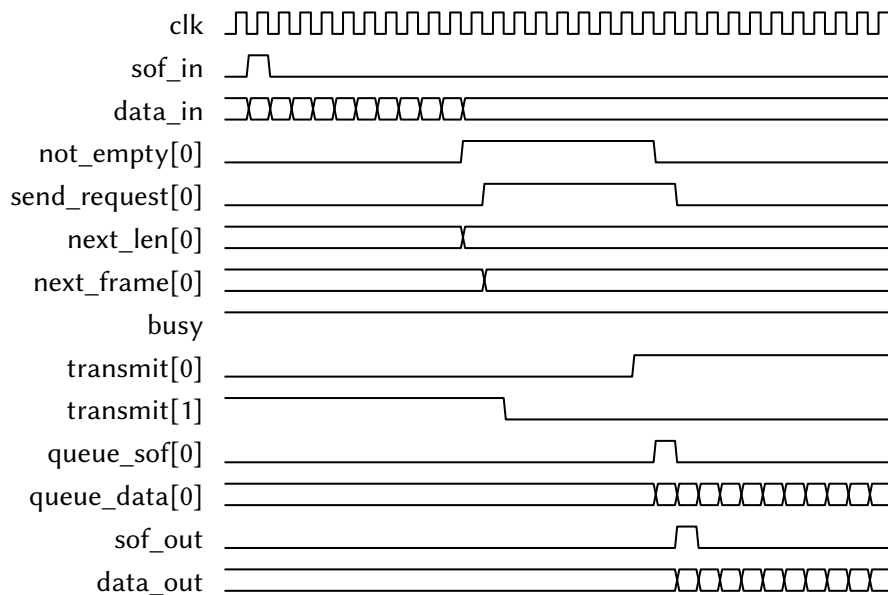 clk
sof_in
data_in
not_empty[0]
send_request[0]
next_len[0]
next_frame[0]
busy
transmit[0]
transmit[1]
queue_sof[0]
queue_data[0]
sof_out
data_out